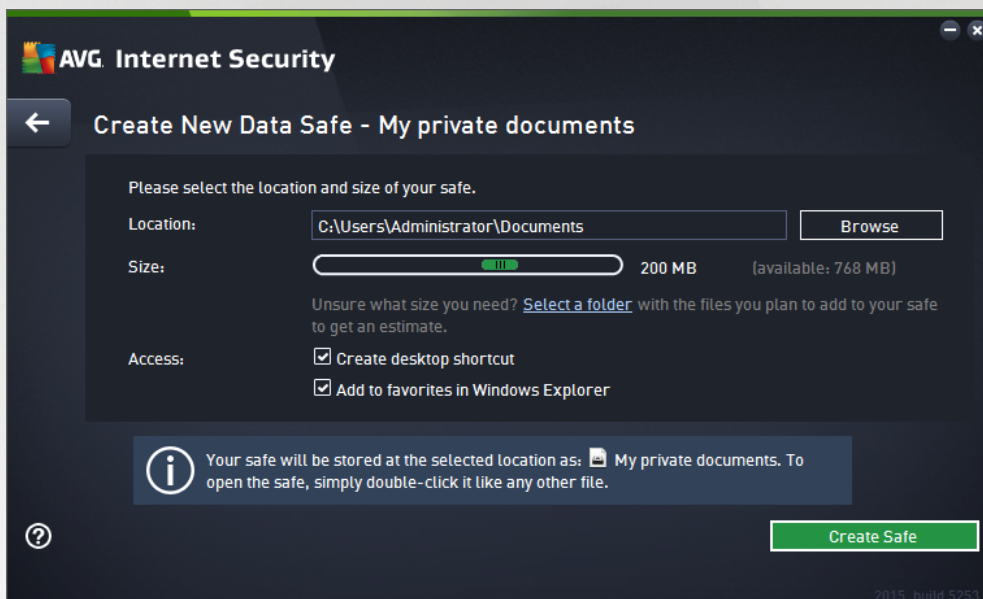 AVG. Internet Security
Create New Data Safe - My private documents
Please select the location and size of your safe.
Location:
C:\Users\Administrator\Documents
Browse
Size:
200 MB
(available: 768 MB)
Unsure what size you need? Select a folder with the files you plan to add to your safe
to get an estimate.
Access:
Create desktop shortcut
Add to favorites in Windows Explorer
Your safe will be stored at the selected location as: My private documents. To
open the safe, simply double-click it like any other file.
Create Safe
2015, build 5253